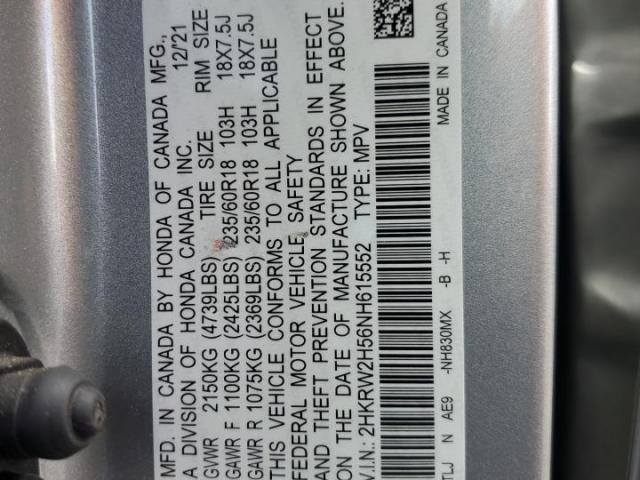 MFD. IN CANADA BY HONDA OF CANADA MFG.,
A DIVISION OF HONDA CANADA INC. 12/'21
GVWR 2150KG (4739LBS) TIRE SIZE RIM SIZE
GAWR F 1100KG (2425LBS) 235/60R18 103H 18X7.5J
GAWR R 1075KG (2369LBS) 235/60R18 103H 18X7.5J
THIS VEHICLE CONFORMS TO ALL APPLICABLE
FEDERAL MOTOR VEHICLE SAFETY
AND THEFT PREVENTION STANDARDS IN EFFECT
ON THE DATE OF MANUFACTURE SHOWN ABOVE.
V.I.N.: 2HKRW2H56NH615552 TYPE: MPV
TLJ N AE9 -NH830MX -B -H MADE IN CANADA